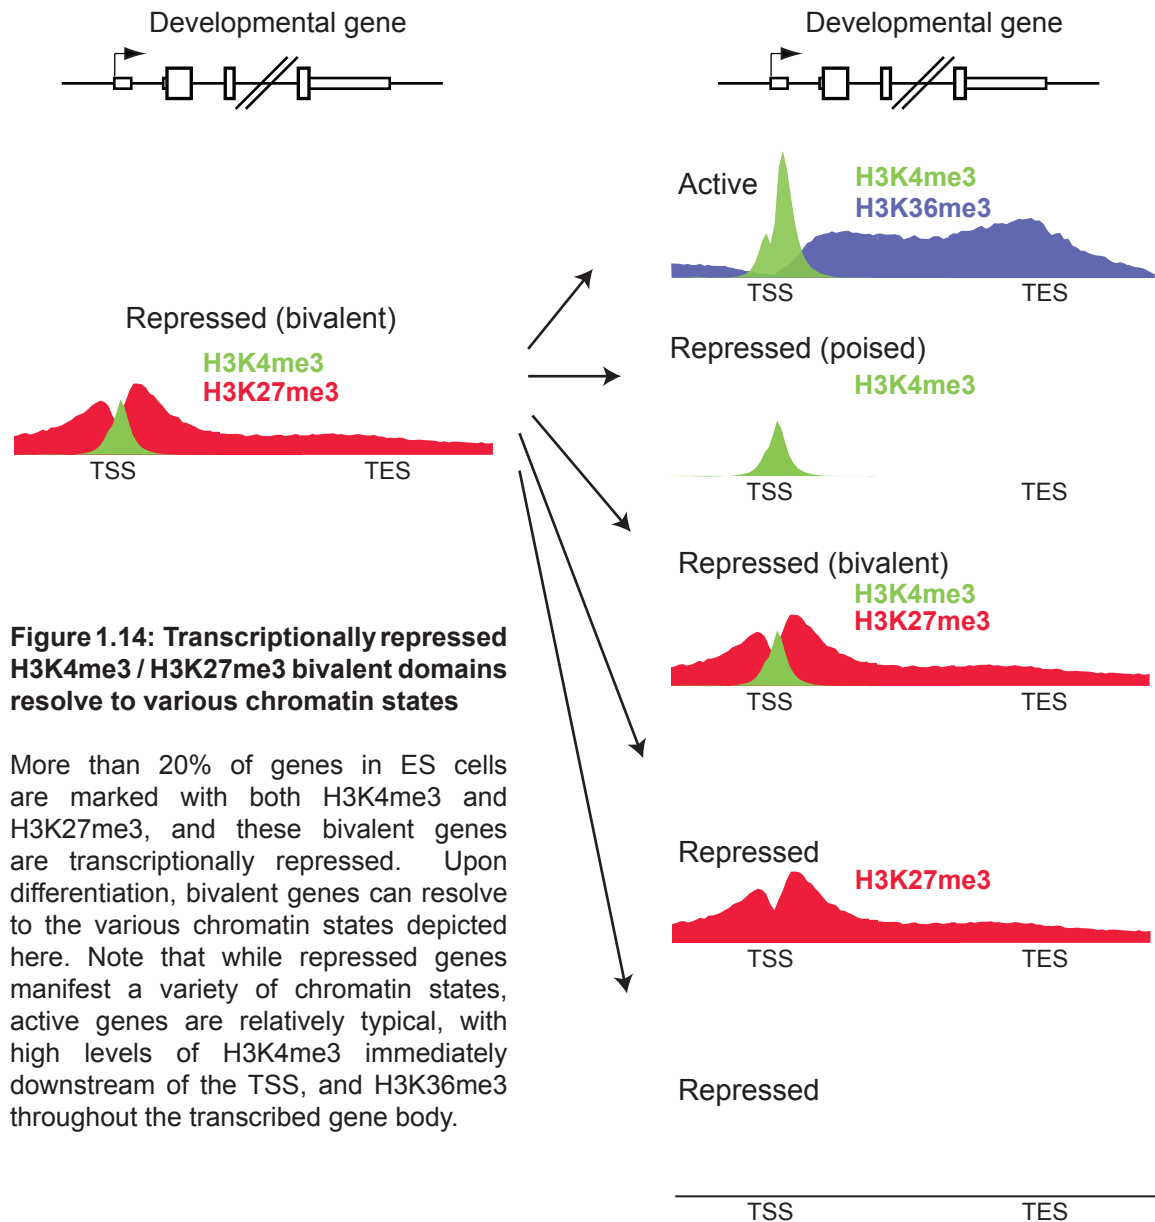 Developmental gene
Repressed (bivalent)
H3K4me3
H3K27me3
TSS TES
Figure 1.14: Transcriptionally repressed
H3K4me3 / H3K27me3 bivalent domains
resolve to various chromatin states
More than 20% of genes in ES cells
are marked with both H3K4me3 and
H3K27me3, and these bivalent genes
are transcriptionally repressed. Upon
differentiation, bivalent genes can resolve
to the various chromatin states depicted
here. Note that while repressed genes
manifest a variety of chromatin states,
active genes are relatively typical, with
high levels of H3K4me3 immediately
downstream of the TSS, and H3K36me3
throughout the transcribed gene body.
Developmental gene
Active
H3K4me3
H3K36me3
TSS TES
Repressed (poised)
H3K4me3
TSS TES
Repressed (bivalent)
H3K4me3
H3K27me3
TSS TES
Repressed
H3K27me3
TSS TES
Repressed
TSS TES